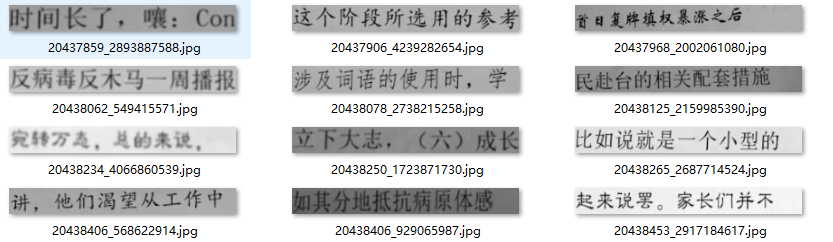 时间长了，嚷：Con
这个阶段所选用的参考
首日复牌填权暴涨之后
20437859_2893887588.jpg
20437906_4239282654.jpg
20437968_2002061080.jpg
反病毒反木马一周播报
涉及词语的使用时，学
民赴台的相关配套措施
20438062_549415571.jpg
20438078_2738215258.jpg
20438125_2159985390.jpg
宛转万态，总的来说，
立下大志，（六）成长
比如说就是一个小型的
20438234_4066860539.jpg
20438250_1723871730.jpg
20438265_2687714524.jpg
讲，他们渴望从工作中
如其分地抵抗病原体感
起来说罢。家长们并不
20438406_568622914.jpg
20438406_929065987.jpg
20438453_2917184617.jpg